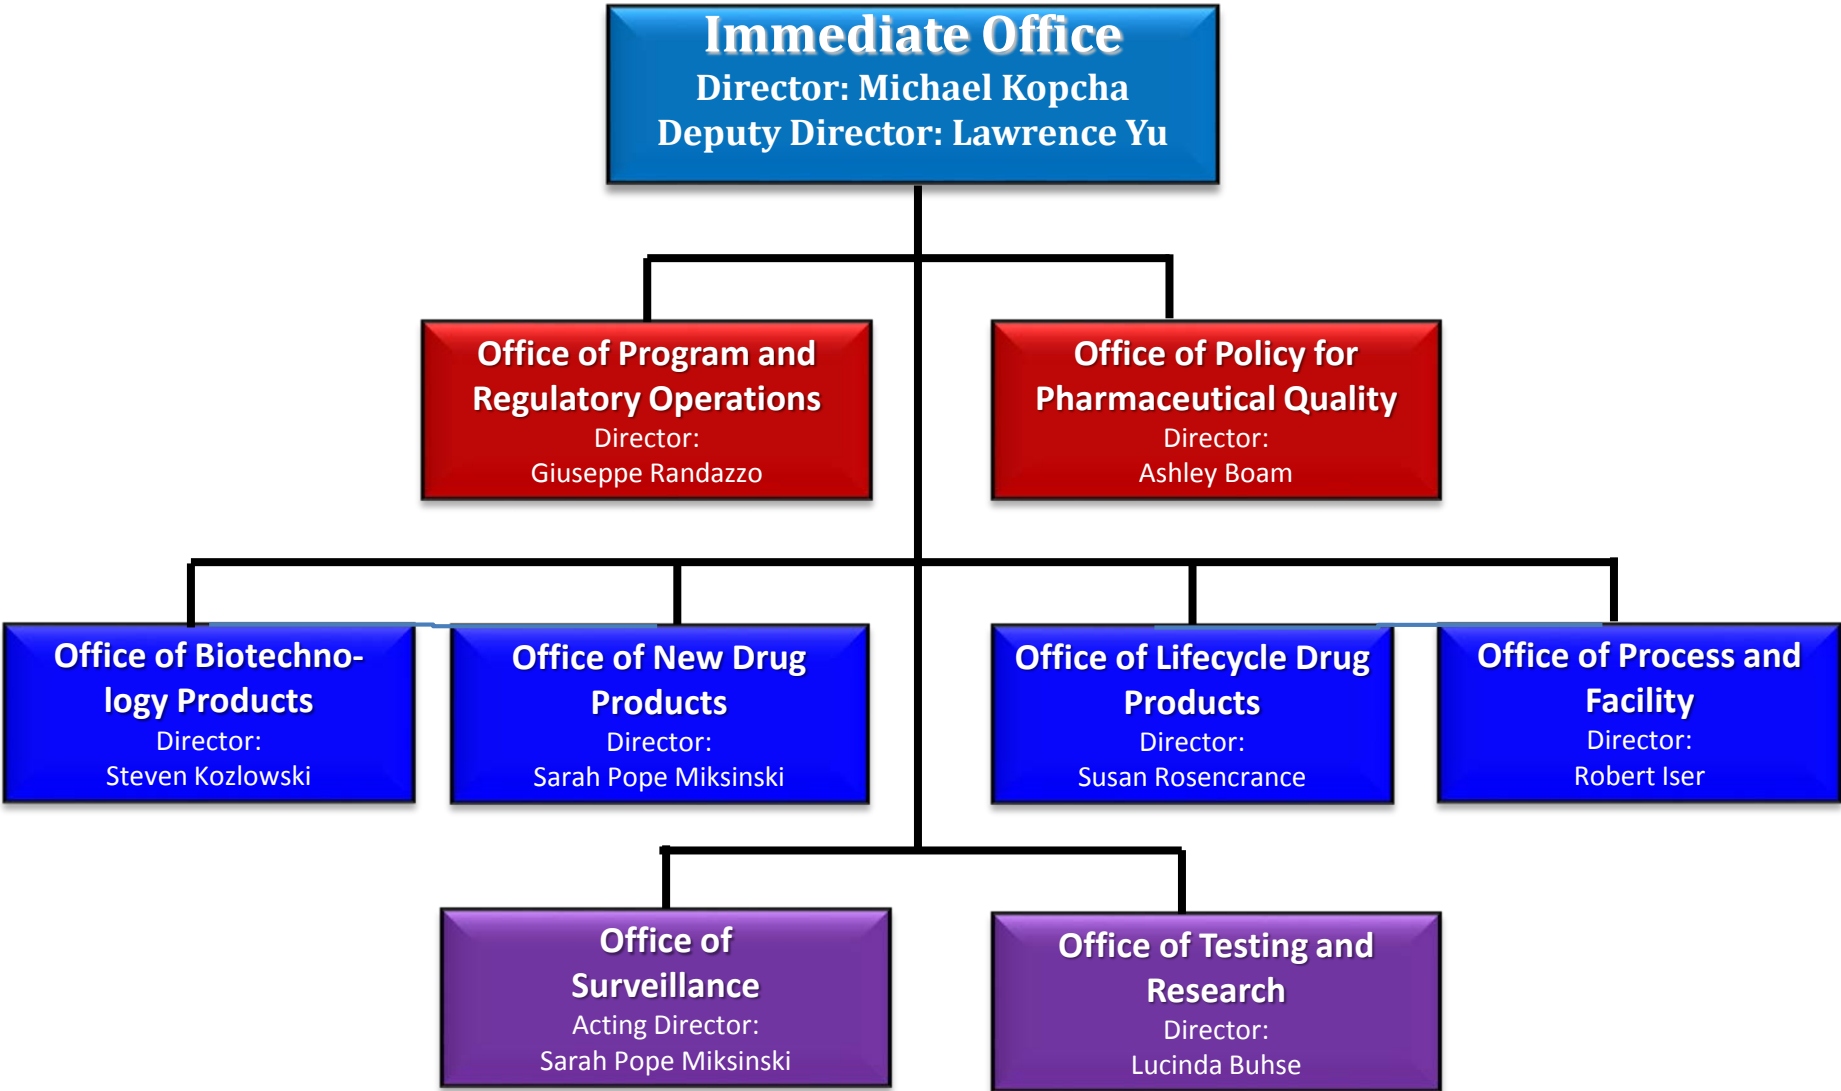 Immediate Office
Director: Michael Kopcha
Deputy Director: Lawrence Yu
Office of Program and
Regulatory Operations
Director:
Giuseppe Randazzo
Office of Policy for
Pharmaceutical Quality
Director:
Ashley Boam
Office of Biotechno-
logy Products
Director:
Steven Kozlowski
Office of New Drug
Products
Director:
Sarah Pope Miksinski
Office of Lifecycle Drug
Products
Director:
Susan Rosencrance
Office of Process and
Facility
Director:
Robert Iser
Office of
Surveillance
Acting Director:
Sarah Pope Miksinski
Office of Testing and
Research
Director:
Lucinda Buhse